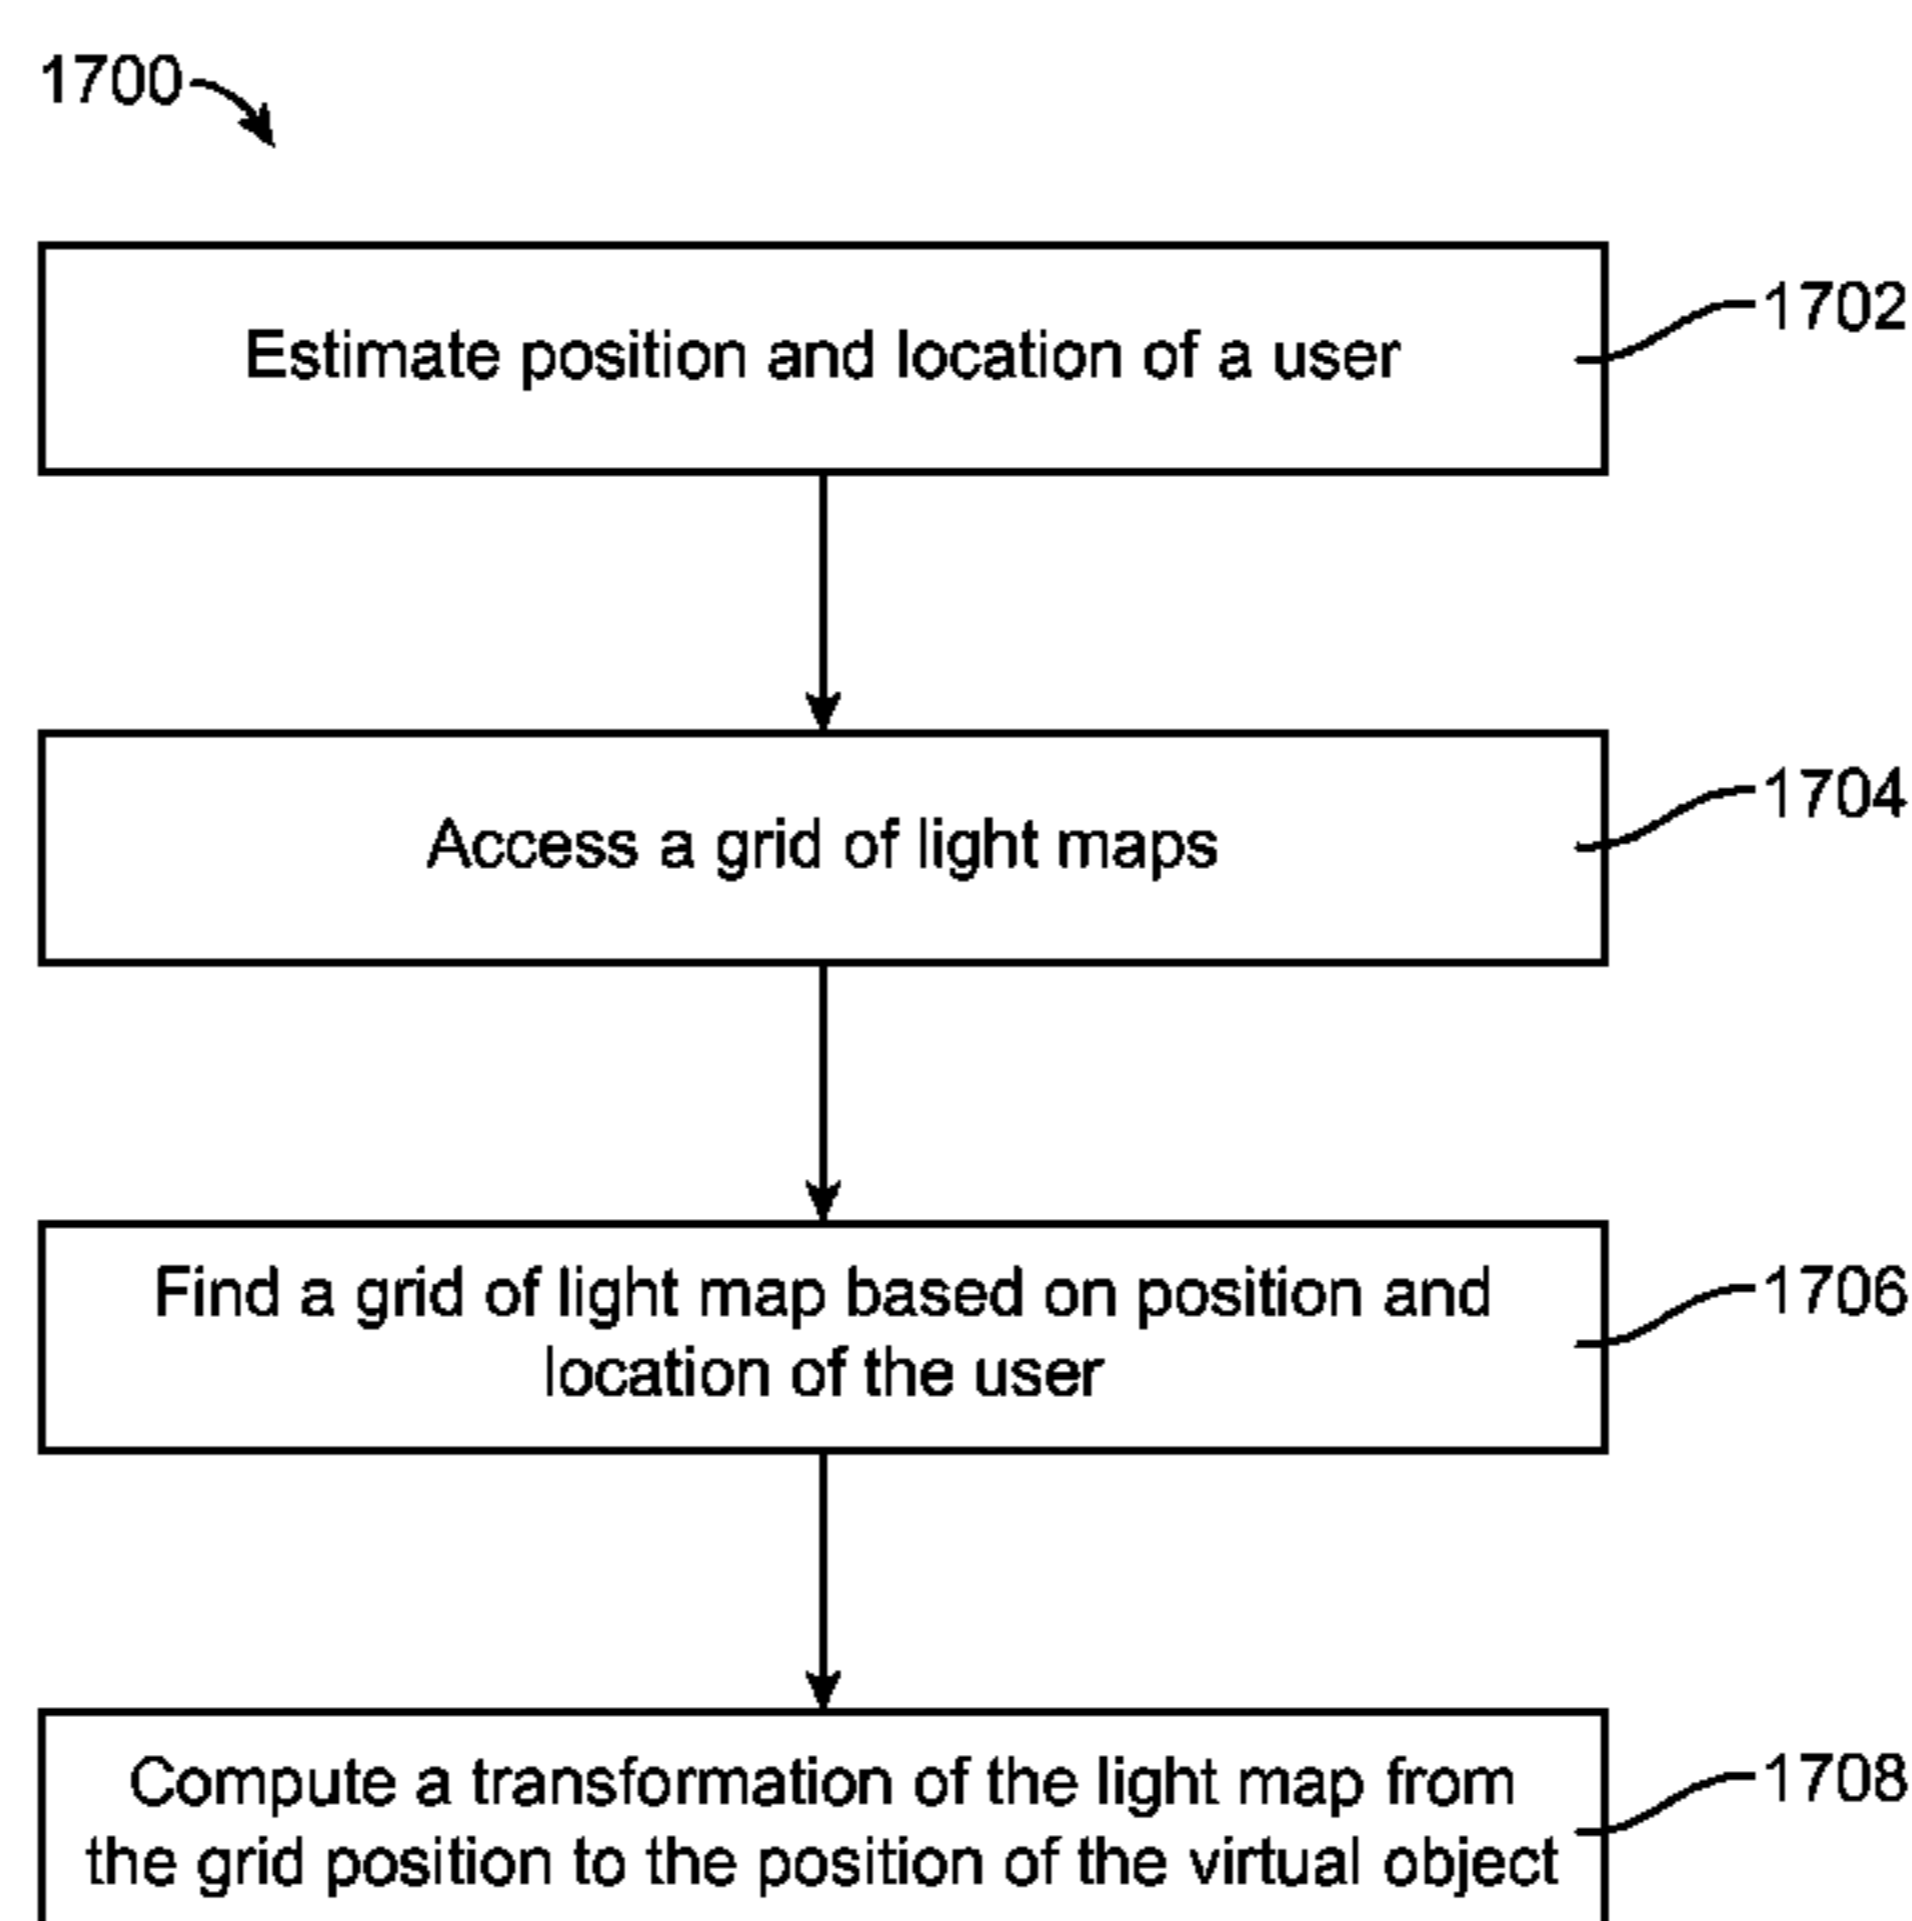 1700
Estimate position and location of a user
1702
Access a grid of light maps
1704
Find a grid of light map based on position and
location of the user
1706
Compute a transformation of the light map from
the grid position to the position of the virtual object
1708